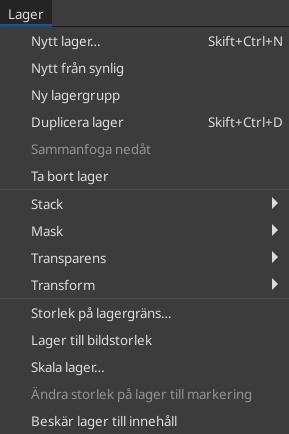 Lager
Nytt lager... Skift+Ctrl+N
Nytt från synlig
Ny lagergrupp
Duplicera lager Skift+Ctrl+D
Sammanfoga nedåt
Ta bort lager
Stack
Mask
Transparens
Transform
Storlek på lagergräns...
Lager till bildstorlek
Skala lager...
Ändra storlek på lager till markering
Beskär lager till innehåll